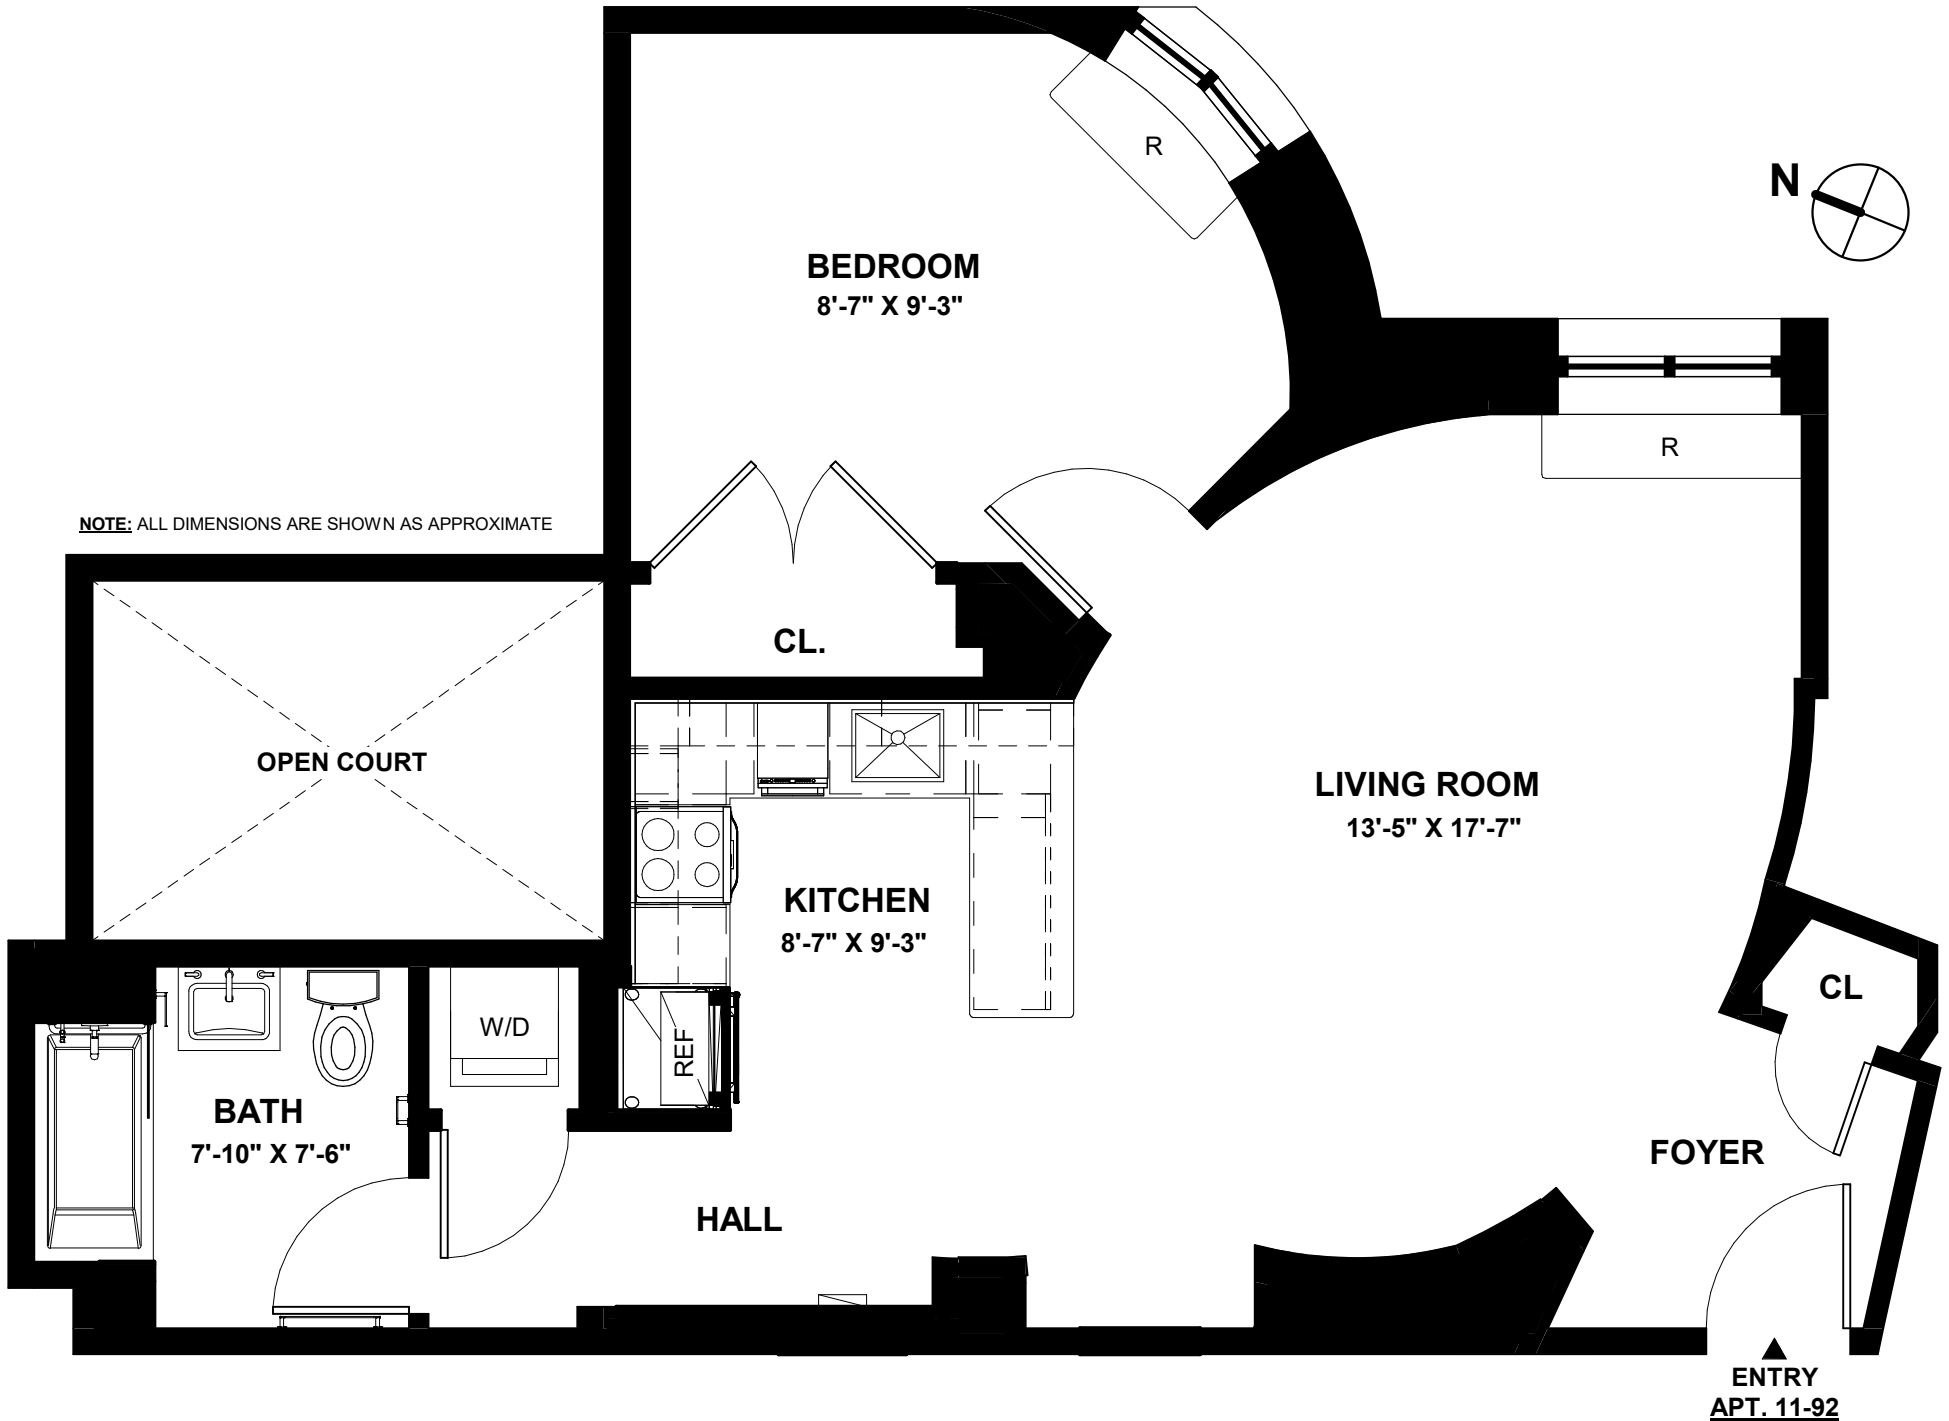 R
N
BEDROOM
8'-7" X 9'-3"
R
NOTE: ALL DIMENSIONS ARE SHOWN AS APPROXIMATE
CL.
OPEN COURT
LIVING ROOM
13'-5" X 17'-7"
KITCHEN
8'-7" X 9'-3"
CL
W/D
REF
BATH
7'-10" X 7'-6"
FOYER
HALL
ENTRY
APT. 11-92